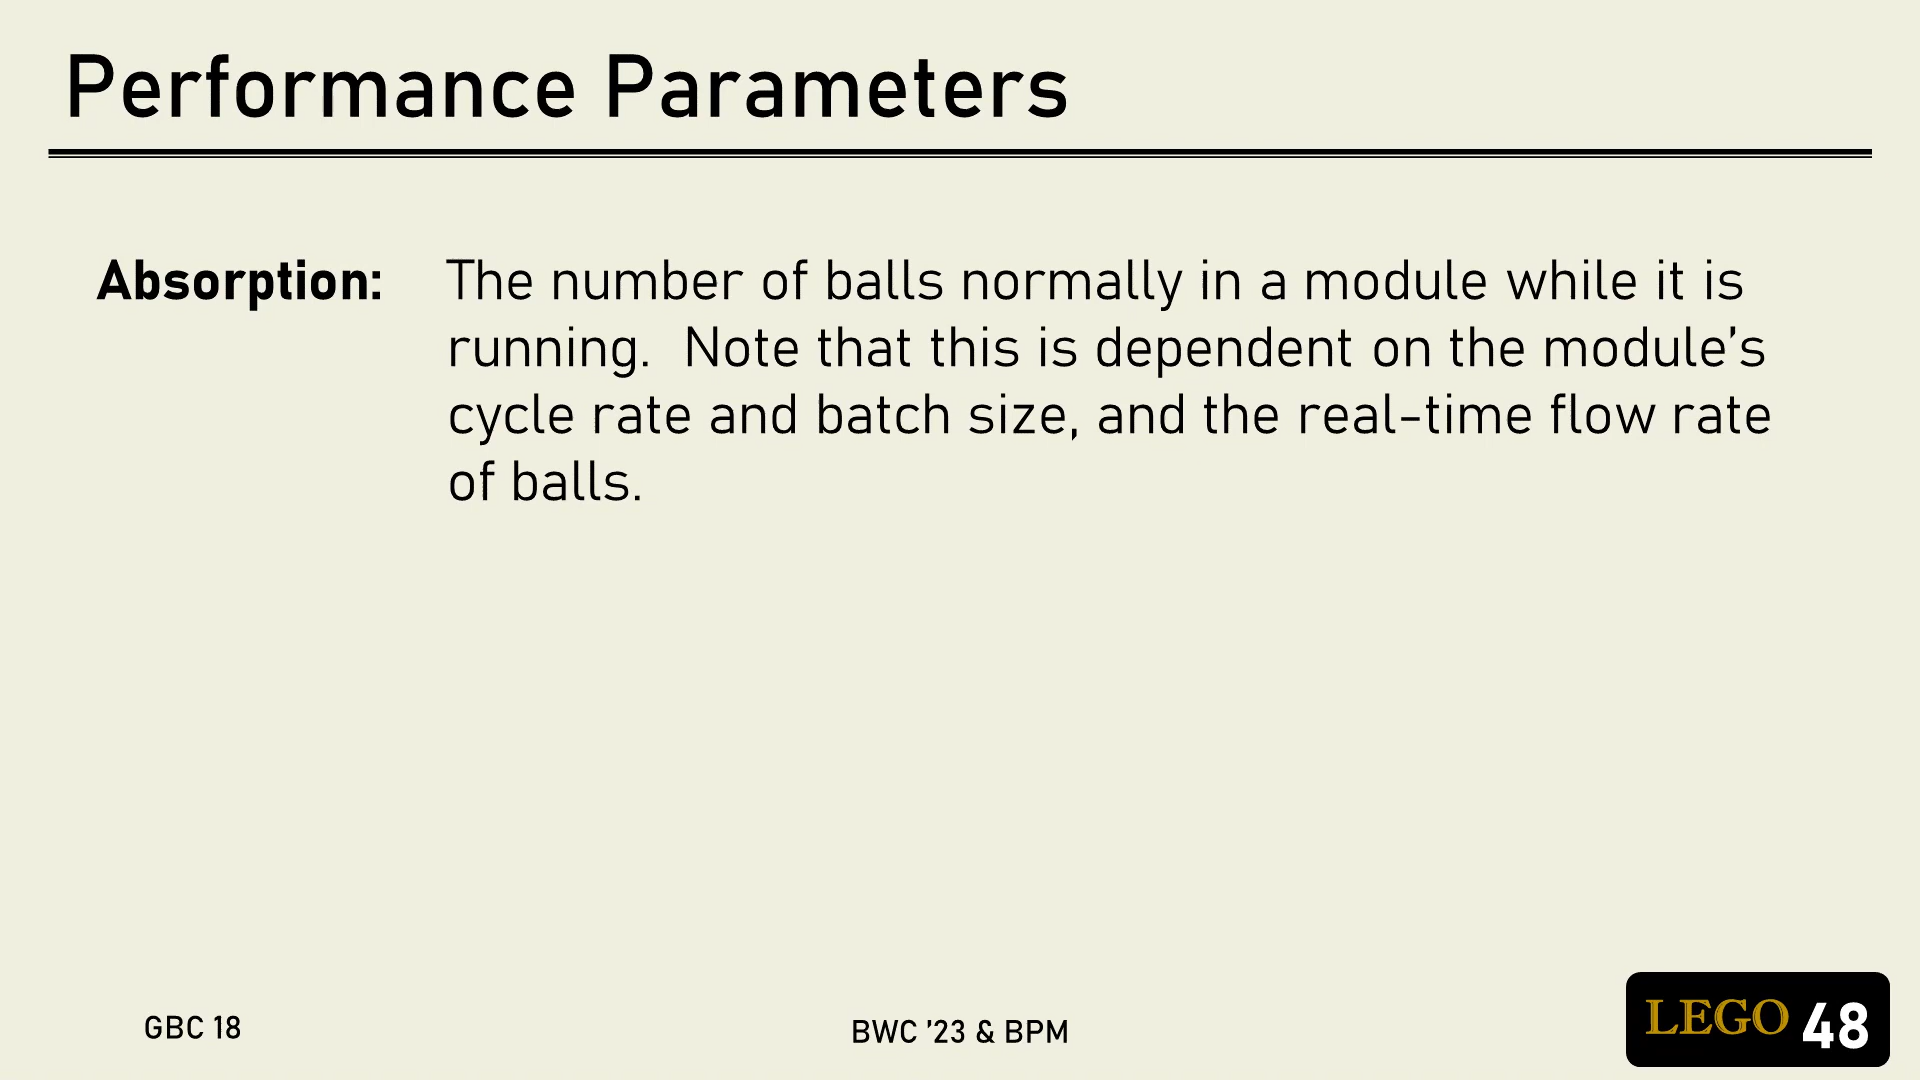 Performance Parameters
Absorption: The number of balls normally in a module while it is
running.  Note that this is dependent on the module’s
cycle rate and batch size, and the real-time flow rate
of balls.
GBC 18
BWC ’23 & BPM
LEGO 48